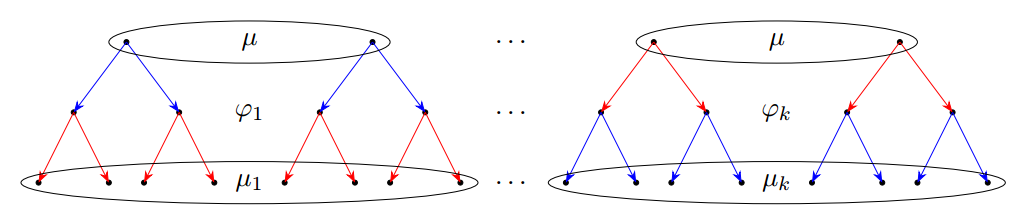 μ ⋯ μ
φ₁ ⋯ φₖ
μ₁ ⋯ μₖ